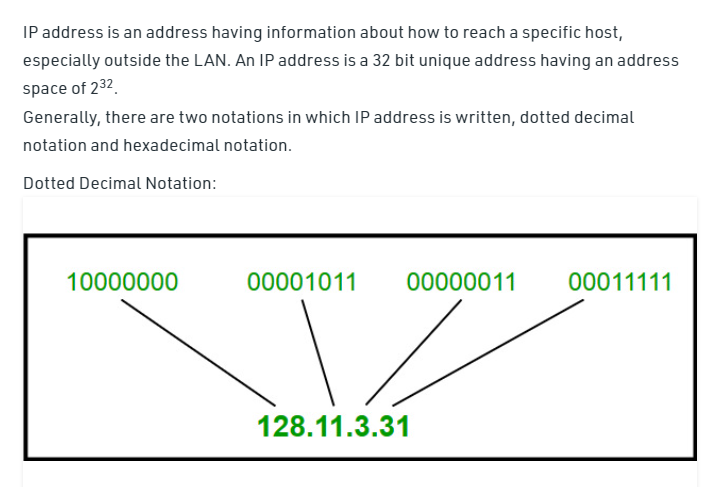 IP address is an address having information about how to reach a specific host,
especially outside the LAN. An IP address is a 32 bit unique address having an address
space of 2³².
Generally, there are two notations in which IP address is written, dotted decimal
notation and hexadecimal notation.
Dotted Decimal Notation:
10000000 00001011 00000011 00011111
128.11.3.31